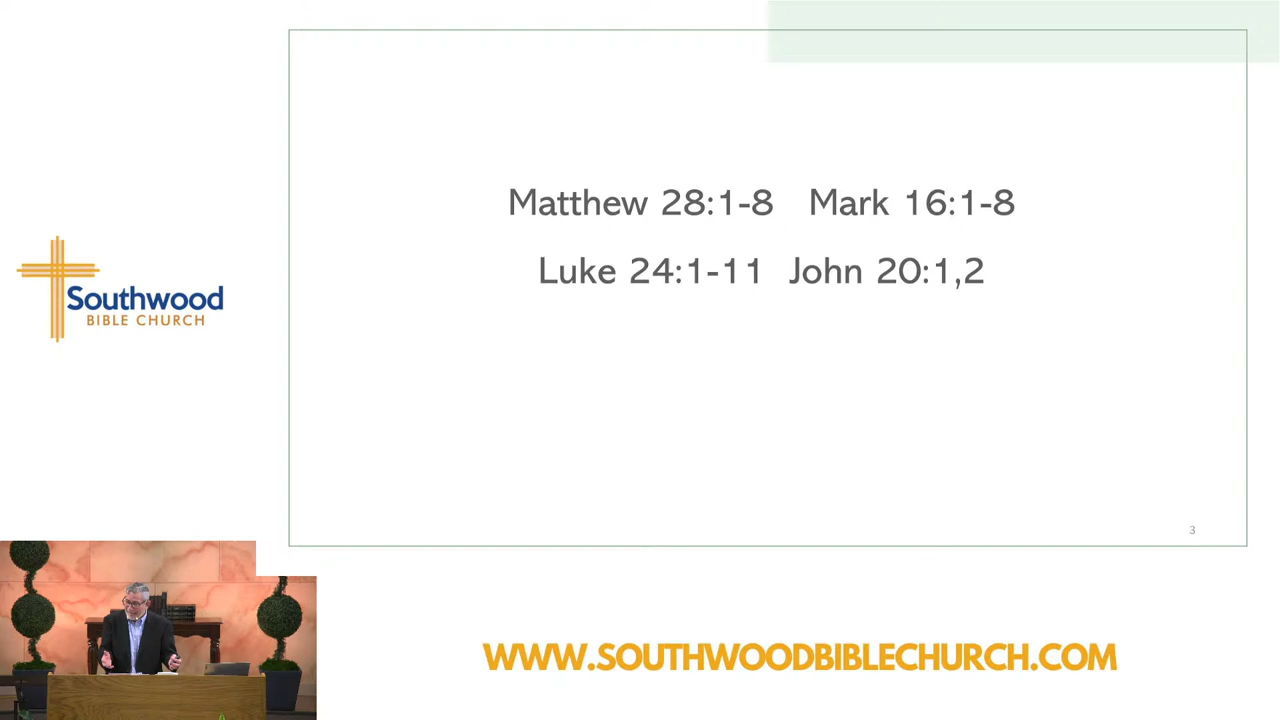 Matthew 28:1-8 Mark 16:1-8
Luke 24:1-11 John 20:1,2
Southwood
BIBLE CHURCH
3
WWW.SOUTHWOODBIBLECHURCH.COM